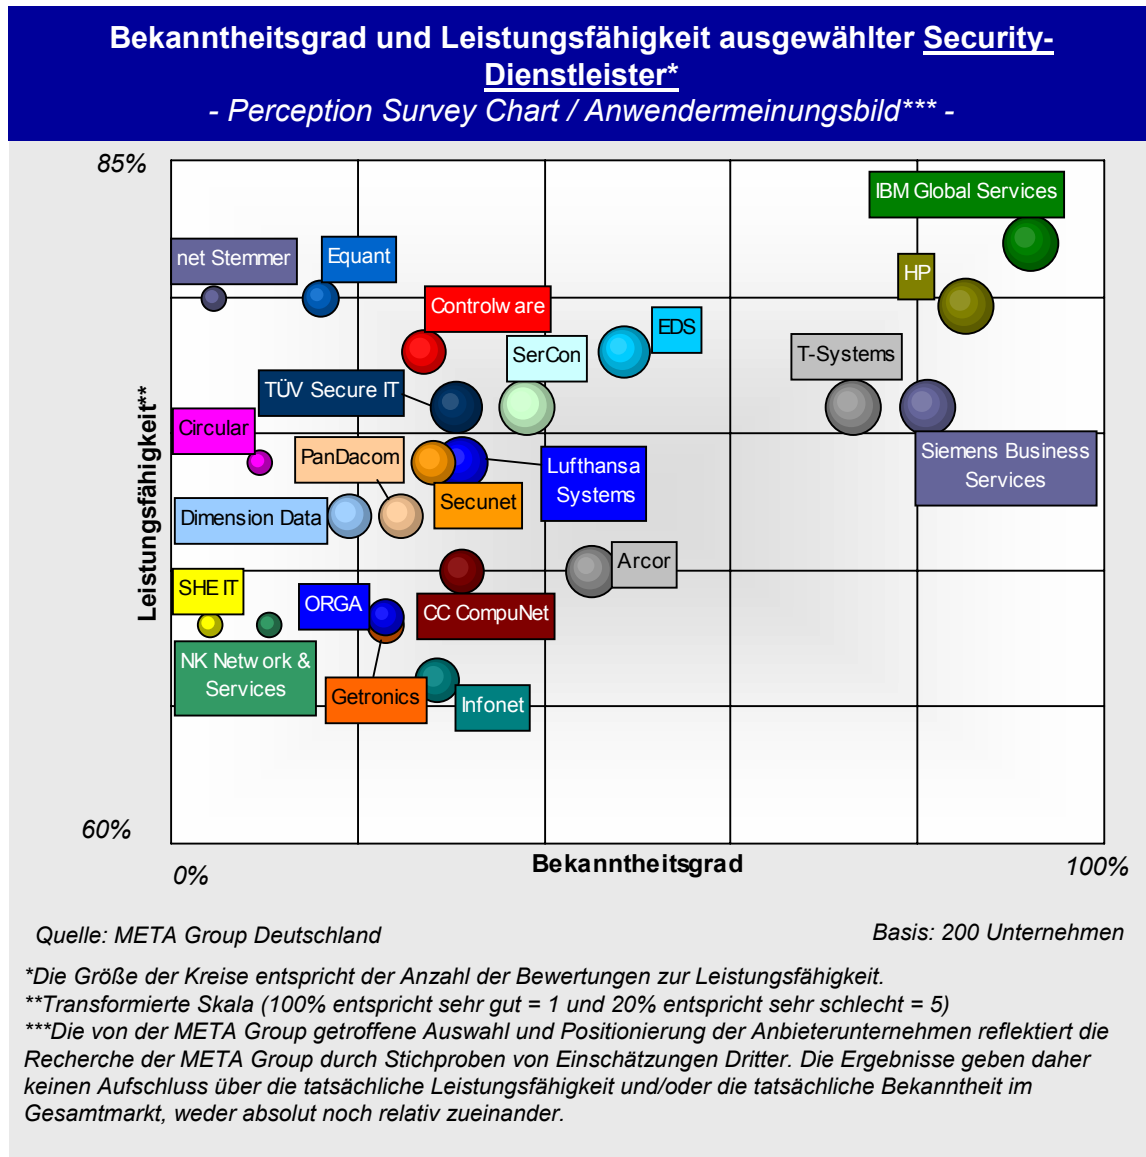 Bekanntheitsgrad und Leistungsfähigkeit ausgewählter Security-
Dienstleister*
- Perception Survey Chart / Anwendermeinungsbild*** -
85%
IBM Global Services
net Stemmer
Equant
HP
Controlware
EDS
SerCon
T-Systems
TÜV Secure IT
Circular
PanDacom
Lufthansa
Systems
Siemens Business
Services
Secunet
Dimension Data
Arcor
SHE IT
ORGA
CC CompuNet
NK Network &
Services
Getronics
Infonet
Leistungsfähigkeit**
60%
0%
Bekanntheitsgrad
100%
Quelle: META Group Deutschland
Basis: 200 Unternehmen
*Die Größe der Kreise entspricht der Anzahl der Bewertungen zur Leistungsfähigkeit.
**Transformierte Skala (100% entspricht sehr gut = 1 und 20% entspricht sehr schlecht = 5)
***Die von der META Group getroffene Auswahl und Positionierung der Anbieterunternehmen reflektiert die
Recherche der META Group durch Stichproben von Einschätzungen Dritter. Die Ergebnisse geben daher
keinen Aufschluss über die tatsächliche Leistungsfähigkeit und/oder die tatsächliche Bekanntheit im
Gesamtmarkt, weder absolut noch relativ zueinander.